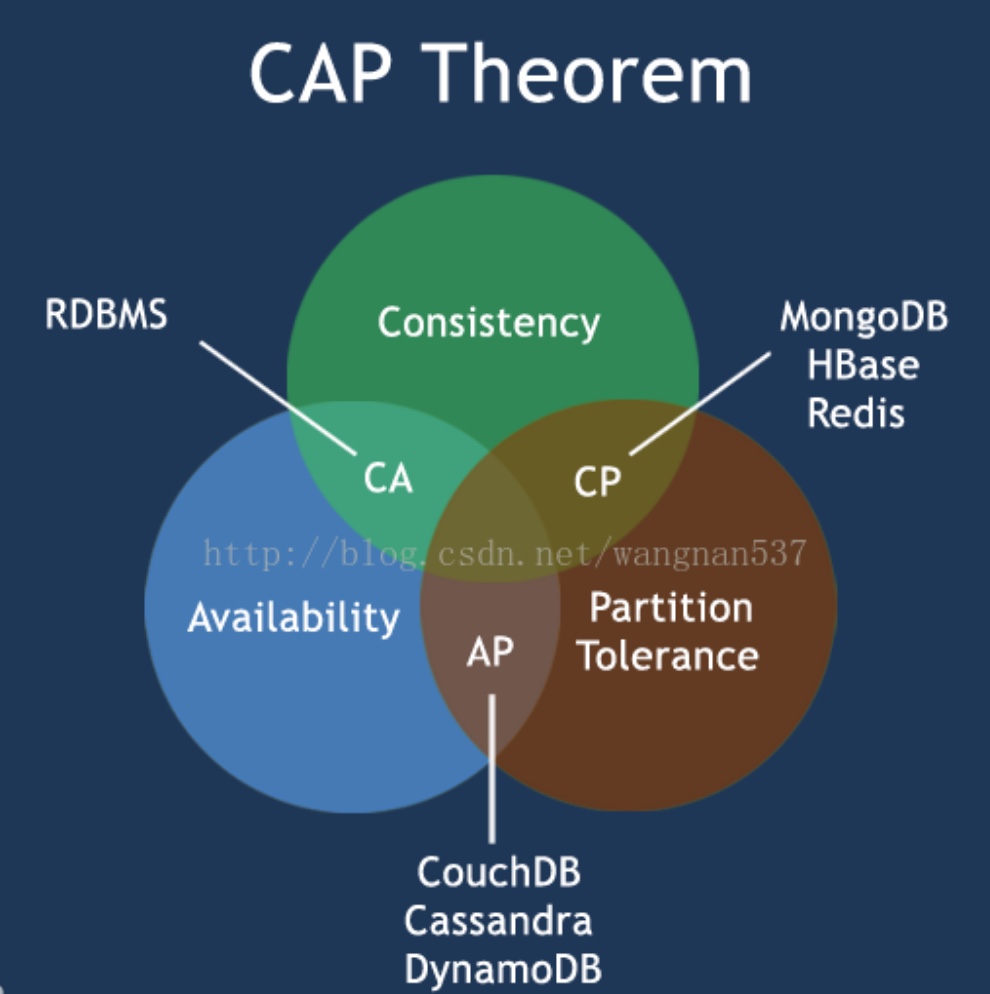 CAP Theorem
RDBMS
Consistency
MongoDB
HBase
Redis
CA
CP
http://blog.csdn.net/wangnan537
Availability
Partition
Tolerance
AP
CouchDB
Cassandra
DynamoDB